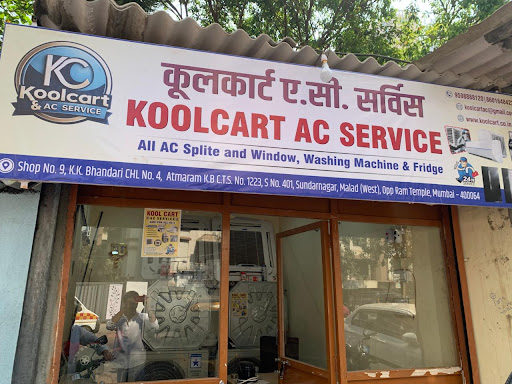 KC
Koolcart
& AC SERVICE
कूलकार्ट ए.सी. सर्विस
KOOLCART AC SERVICE
All AC Splite and Window, Washing Machine & Fridge
Shop No. 9, K.K. Bhandari CHL No. 4, Atmaram K.B C.T.S. No. 1223, S No. 401, Sundarnagar, Malad (West), Opp Ram Temple, Mumbai - 400064
www.koolcart.co.in
KOOL CART
AC SERVICE